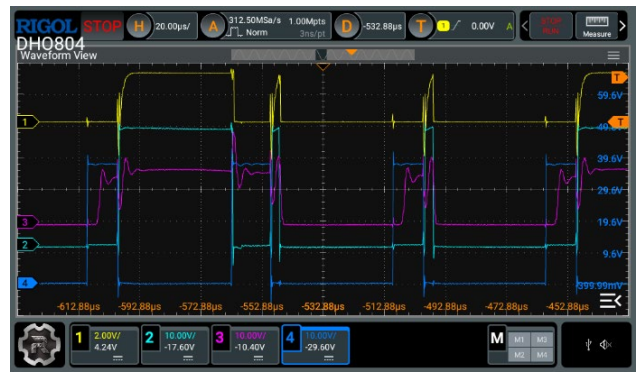 RIGOL STOP H 20.00μs/ A 312.50MSa/s 1.00Mpts Norm 3ns/pt D -532.88μs T 1 0.00V A STOP RUN Measure
DHO804
Waveform View
T
59.6V
1
49.6V T
39.6V
29.6V
3
19.6V
2
9.6V
4
-399.99mV
-612.88μs -592.88μs -572.88μs -552.88μs -532.88μs -512.88μs -492.88μs -472.88μs -452.88μs
1 2.00V/ 4.24V
2 10.00V/ -17.60V
3 10.00V/ -10.40V
4 10.00V/ -29.60V
M M1 M3 M2 M4